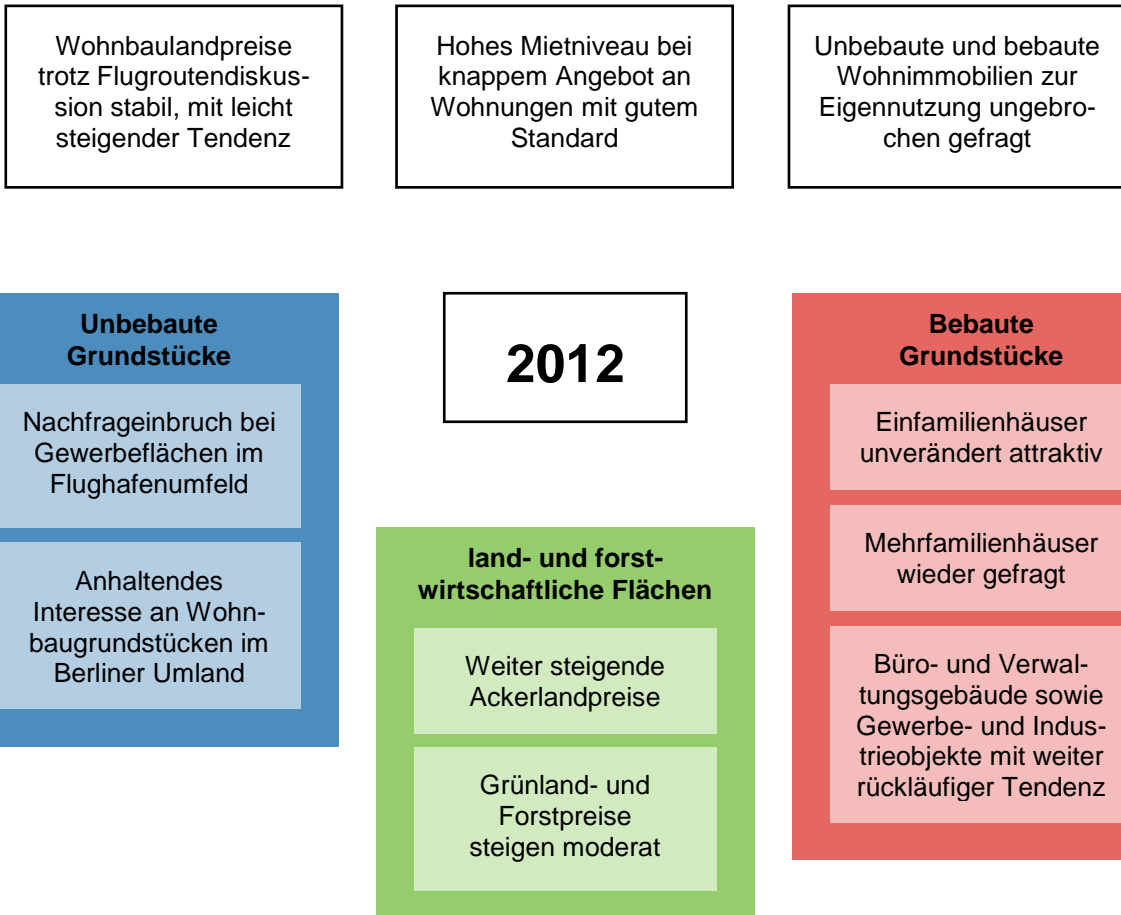 Wohnbaulandpreise
trotz Flugroutendiskus-
sion stabil, mit leicht
steigender Tendenz
Hohes Mietniveau bei
knappem Angebot an
Wohnungen mit gutem
Standard
Unbebaute und bebaute
Wohnimmobilien zur
Eigennutzung ungebro-
chen gefragt
Unbebaute
Grundstücke
Nachfrageinbruch bei
Gewerbeflächen im
Flughafenumfeld
Anhaltendes
Interesse an Wohn-
baugrundstücken im
Berliner Umland
2012
land- und forst-
wirtschaftliche Flächen
Weiter steigende
Ackerlandpreise
Grünland- und
Forstpreise
steigen moderat
Bebaute
Grundstücke
Einfamilienhäuser
unverändert attraktiv
Mehrfamilienhäuser
wieder gefragt
Büro- und Verwal-
tungsgebäude sowie
Gewerbe- und Indus-
trieobjekte mit weiter
rückläufiger Tendenz